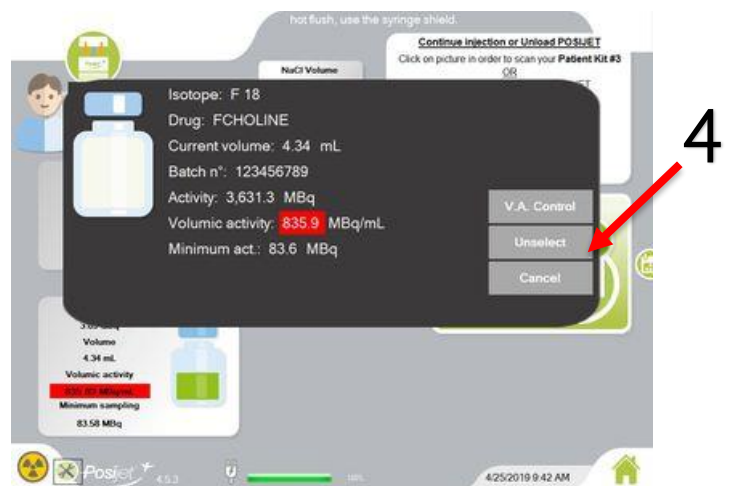 hot flush, use the syringe shield.
Continue injection or Unload POSIJET
Click on picture in order to scan your Patient Kit #3
OR
NaCl Volume
Isotope: F 18
Drug: FCHOLINE
Current volume: 4.34 mL
Batch n°: 123456789
Activity: 3,631.3 MBq
Volumic activity: 835.9 MBq/mL
Minimum act.: 83.6 MBq
V.A. Control
Unselect
Cancel
4
Volume
4.34 mL
Volumic activity
Minimum sampling
83.58 MBq
Posijet + 4.5.3
4/25/2019 9:42 AM